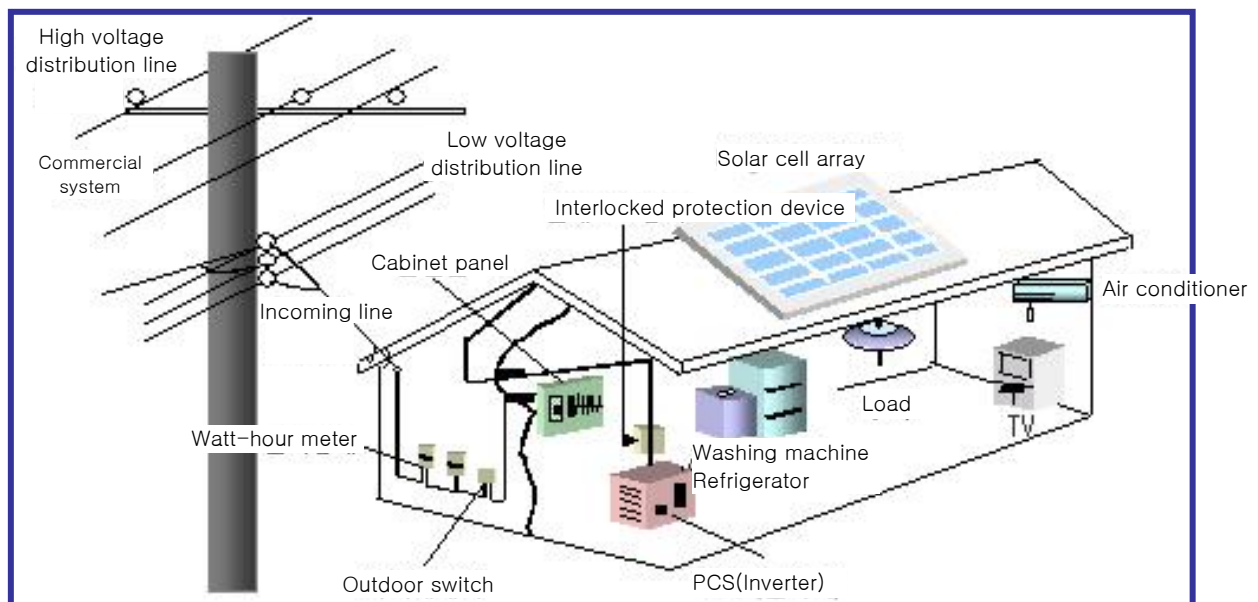 High voltage
distribution line
Commercial
system
Low voltage
distribution line
Solar cell array
Interlocked protection device
Cabinet panel
Incoming line
Air conditioner
Load
TV
Watt-hour meter
Washing machine
Refrigerator
Outdoor switch
PCS(Inverter)